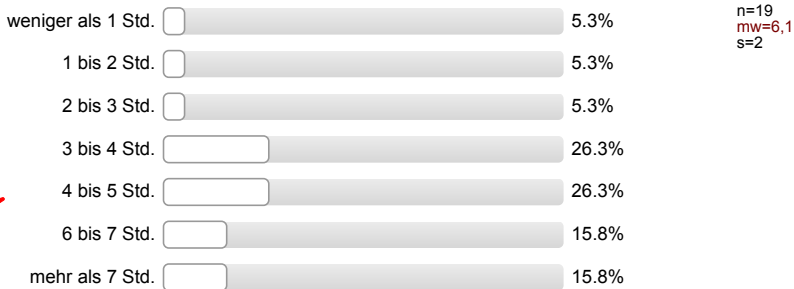 weniger als 1 Std. 5.3%
1 bis 2 Std. 5.3%
2 bis 3 Std. 5.3%
3 bis 4 Std. 26.3%
4 bis 5 Std. 26.3%
6 bis 7 Std. 15.8%
mehr als 7 Std. 15.8%
n=19
mw=6,1
s=2